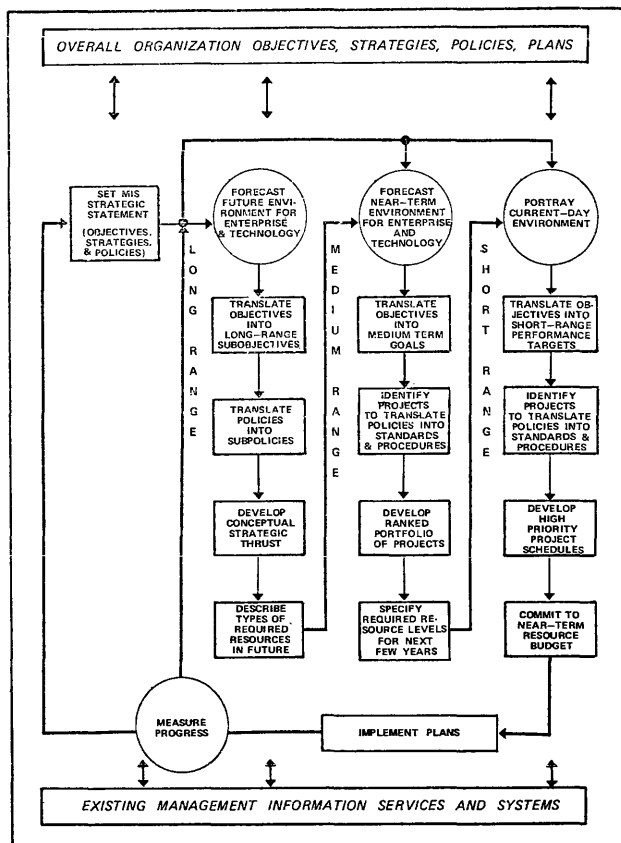 OVERALL ORGANIZATION OBJECTIVES, STRATEGIES, POLICIES, PLANS
SET MIS
STRATEGIC
STATEMENT
(OBJECTIVES,
STRATEGIES,
& POLICIES)
LONG RANGE
FORECAST
FUTURE ENVI-
RONMENT FOR
ENTERPRISE
& TECHNOLOGY
TRANSLATE
OBJECTIVES
INTO
LONG-RANGE
SUBOBJECTIVES
TRANSLATE
POLICIES
INTO
SUBPOLICIES
DEVELOP
CONCEPTUAL
STRATEGIC
THRUST
DESCRIBE
TYPES OF
REQUIRED
RESOURCES
IN FUTURE
MEDIUM RANGE
FORECAST
NEAR-TERM
ENVIRONMENT
FOR ENTERPRISE
AND
TECHNOLOGY
TRANSLATE
OBJECTIVES
INTO
MEDIUM TERM
GOALS
IDENTIFY
PROJECTS
TO TRANSLATE
POLICIES INTO
STANDARDS
& PROCEDURES
DEVELOP
RANKED
PORTFOLIO
OF PROJECTS
SPECIFY
REQUIRED RE-
SOURCE LEVELS
FOR NEXT
FEW YEARS
SHORT RANGE
PORTRAY
CURRENT-DAY
ENVIRONMENT
TRANSLATE OB-
JECTIVES INTO
SHORT-RANGE
PERFORMANCE
TARGETS
IDENTIFY
PROJECTS
TO TRANSLATE
POLICIES INTO
STANDARDS &
PROCEDURES
DEVELOP
HIGH
PRIORITY
PROJECT
SCHEDULES
COMMIT TO
NEAR-TERM
RESOURCE
BUDGET
MEASURE
PROGRESS
IMPLEMENT PLANS
EXISTING MANAGEMENT INFORMATION SERVICES AND SYSTEMS